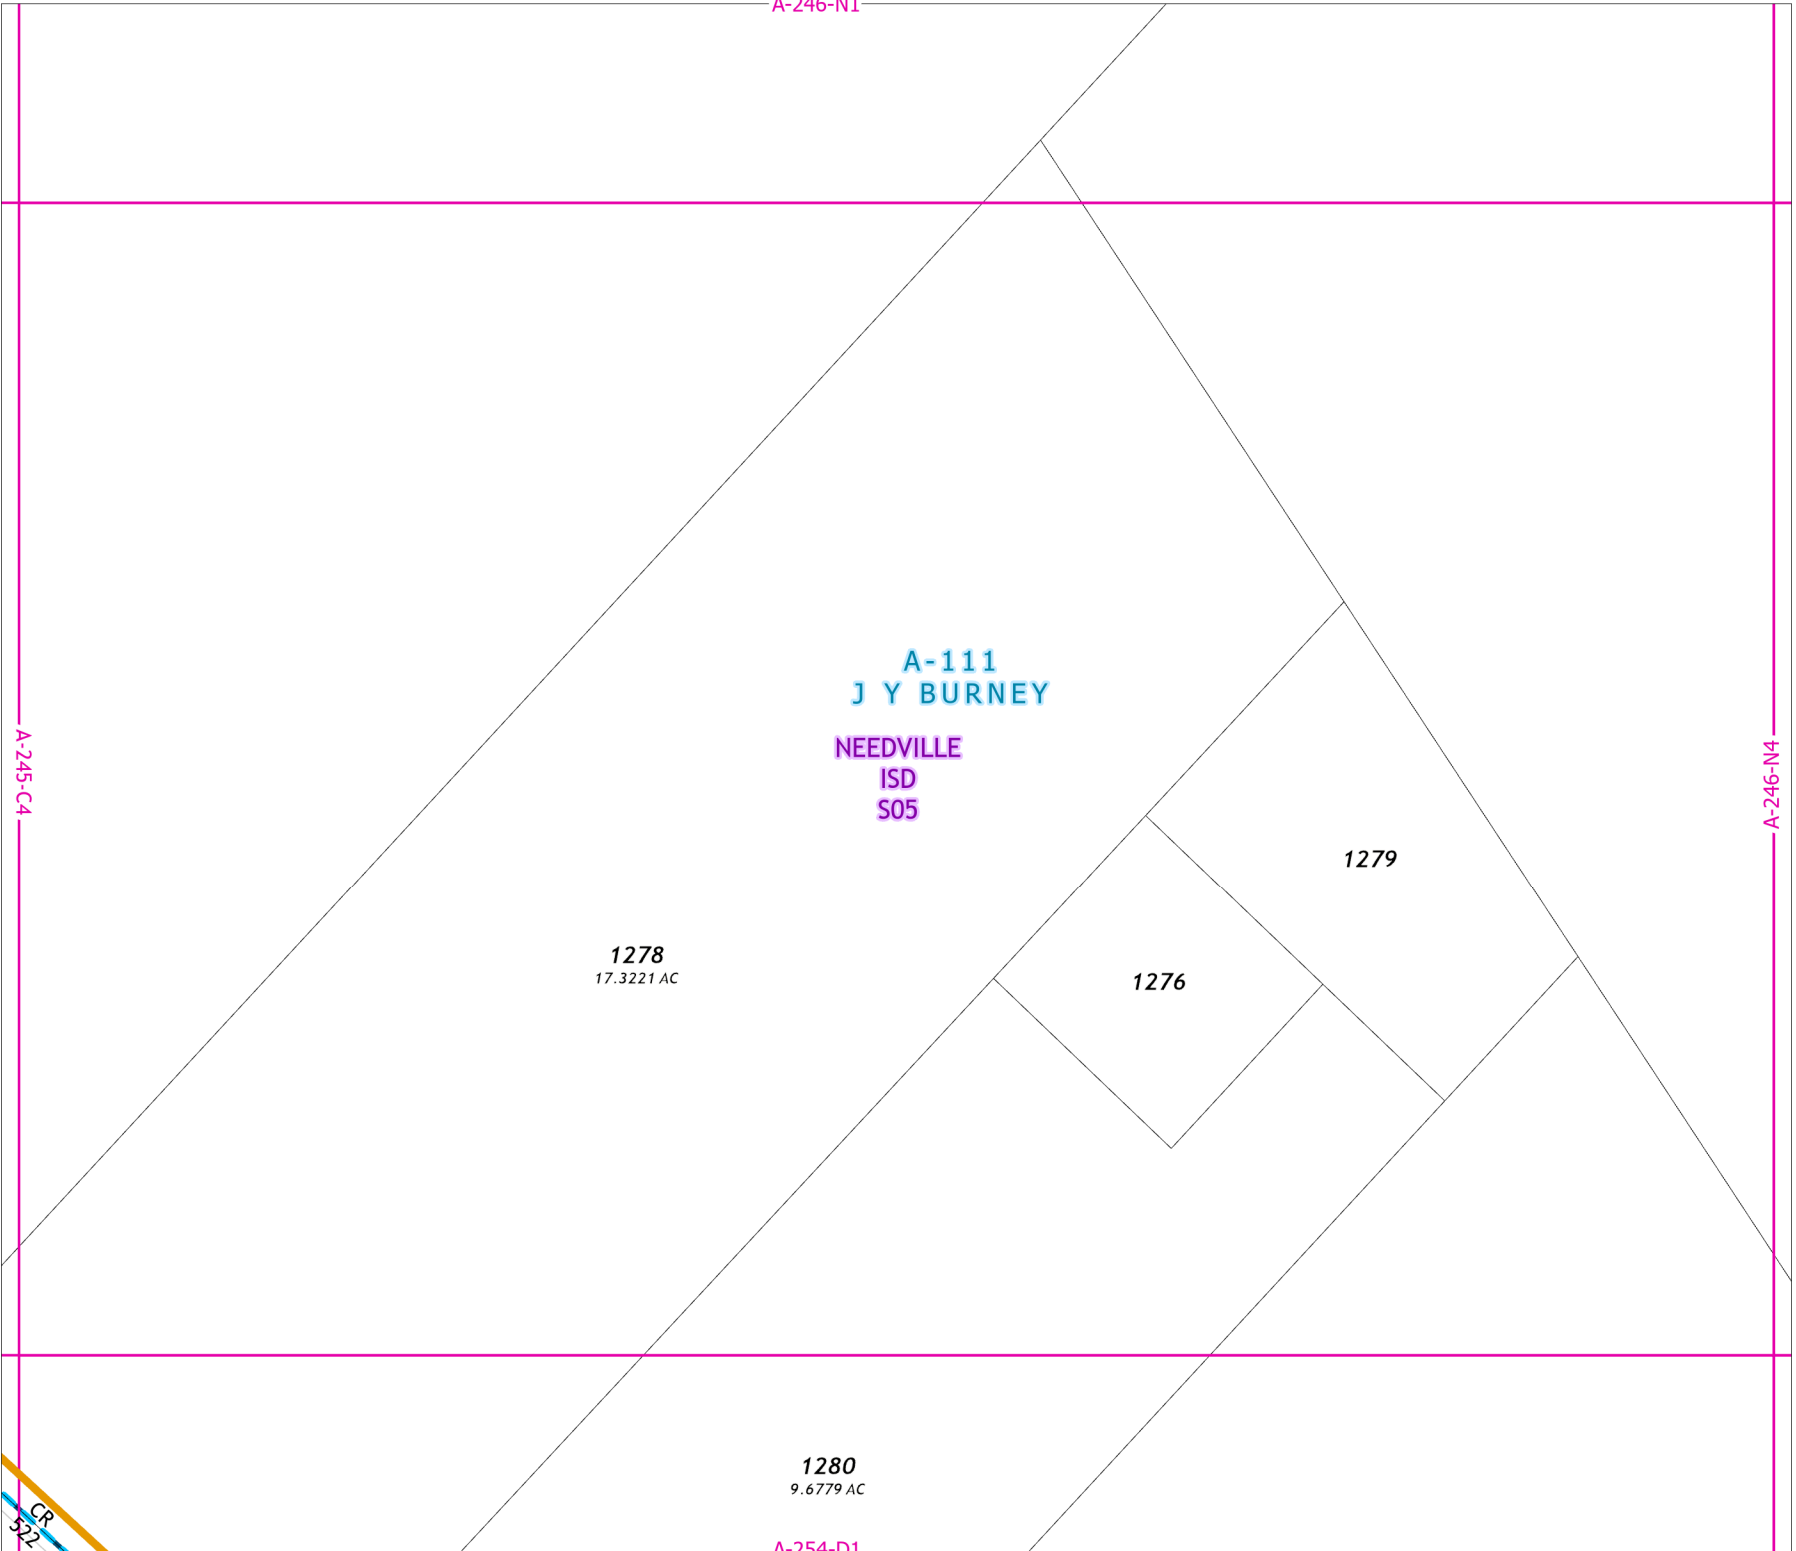 A-246-N1
A-111
J Y BURNEY
NEEDVILLE
ISD
S05
A-245-C4
A-246-N4
1279
1278
17.3221 AC
1276
1280
9.6779 AC
CR
522
A-254-D1